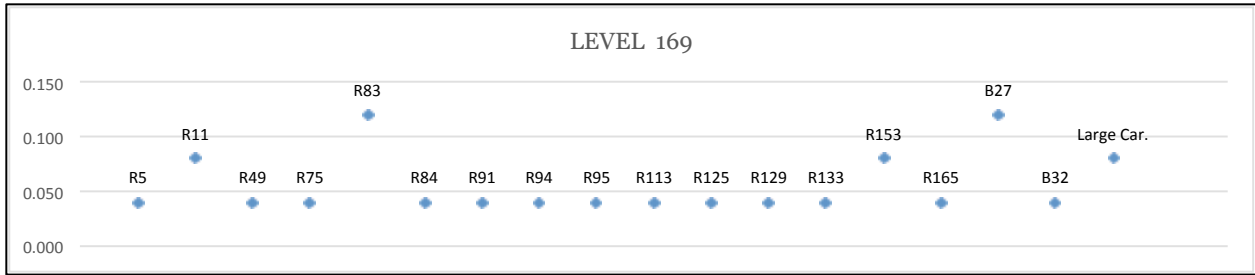 LEVEL 169
0.150
R83
B27
R11
R153
Large Car.
0.100
R5
R49
R75
R84
R91
R94
R95
R113
R125
R129
R133
R165
B32
0.050
0.000